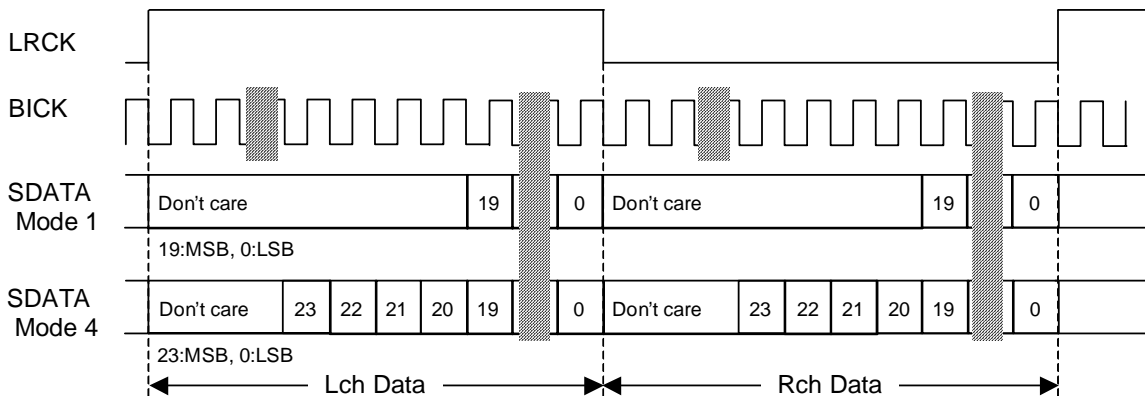 LRCK
BICK
SDATA
Mode 1
Don't care 19 0 Don't care 19 0
19:MSB, 0:LSB
SDATA
Mode 4
Don't care 23 22 21 20 19 0 Don't care 23 22 21 20 19 0
23:MSB, 0:LSB
Lch Data Rch Data